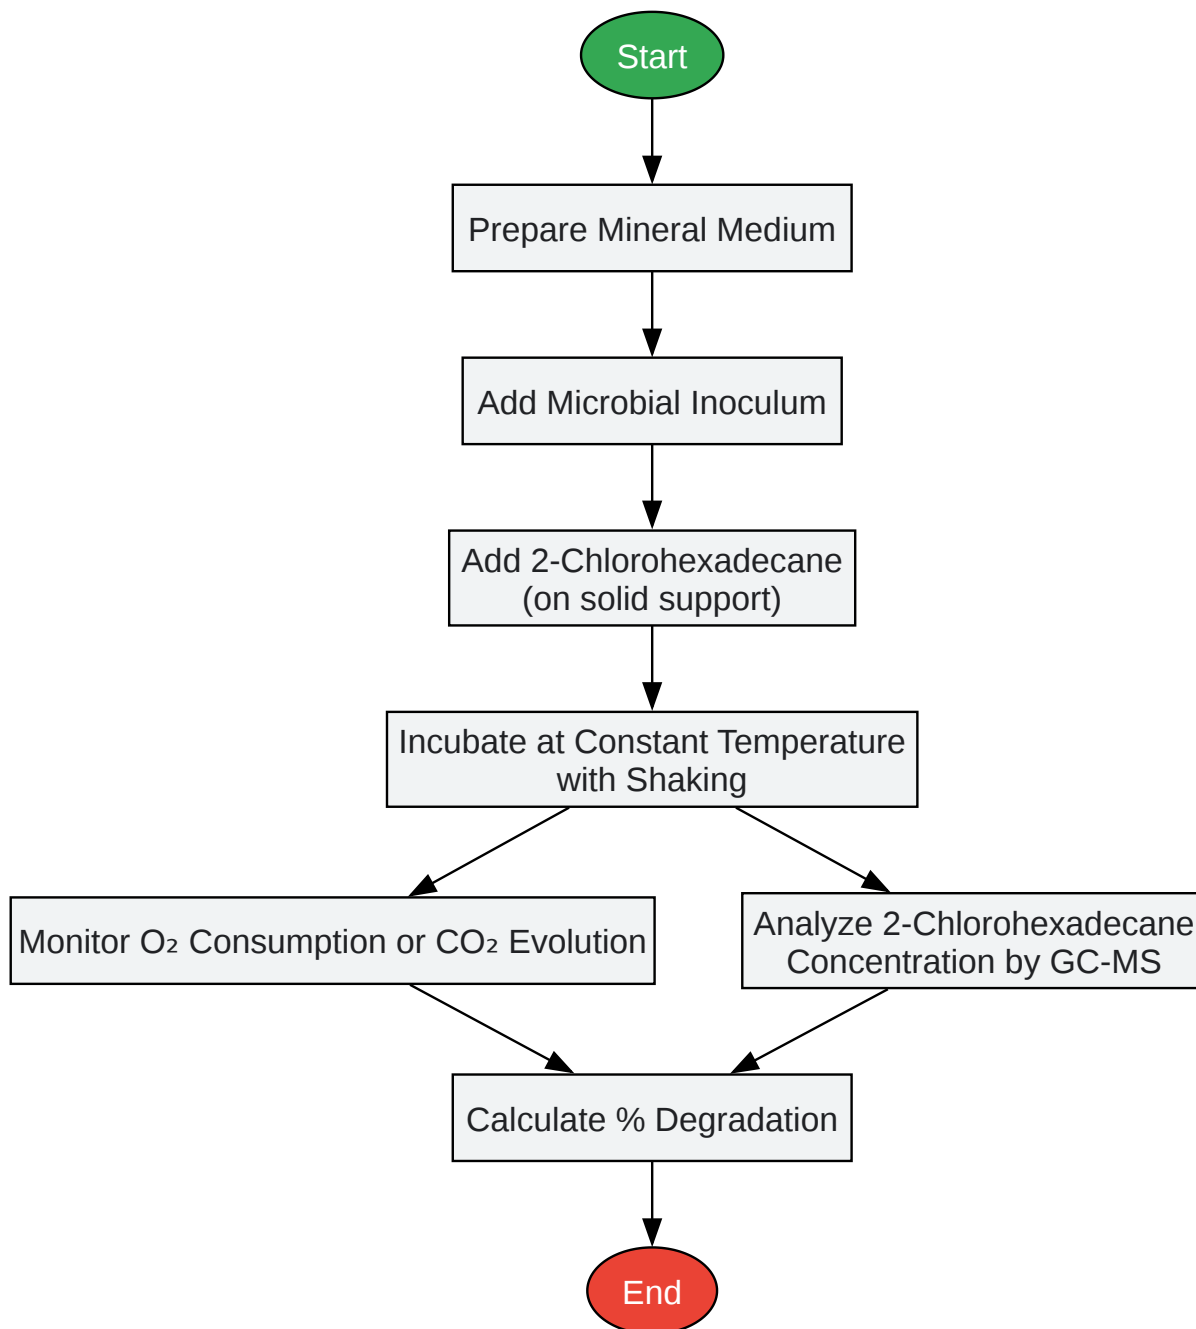 Start
Prepare Mineral Medium
Add Microbial Inoculum
Add 2-Chlorohexadecane
(on solid support)
Incubate at Constant Temperature
with Shaking
Monitor O₂ Consumption or CO₂ Evolution
Analyze 2-Chlorohexadecane
Concentration by GC-MS
Calculate % Degradation
End